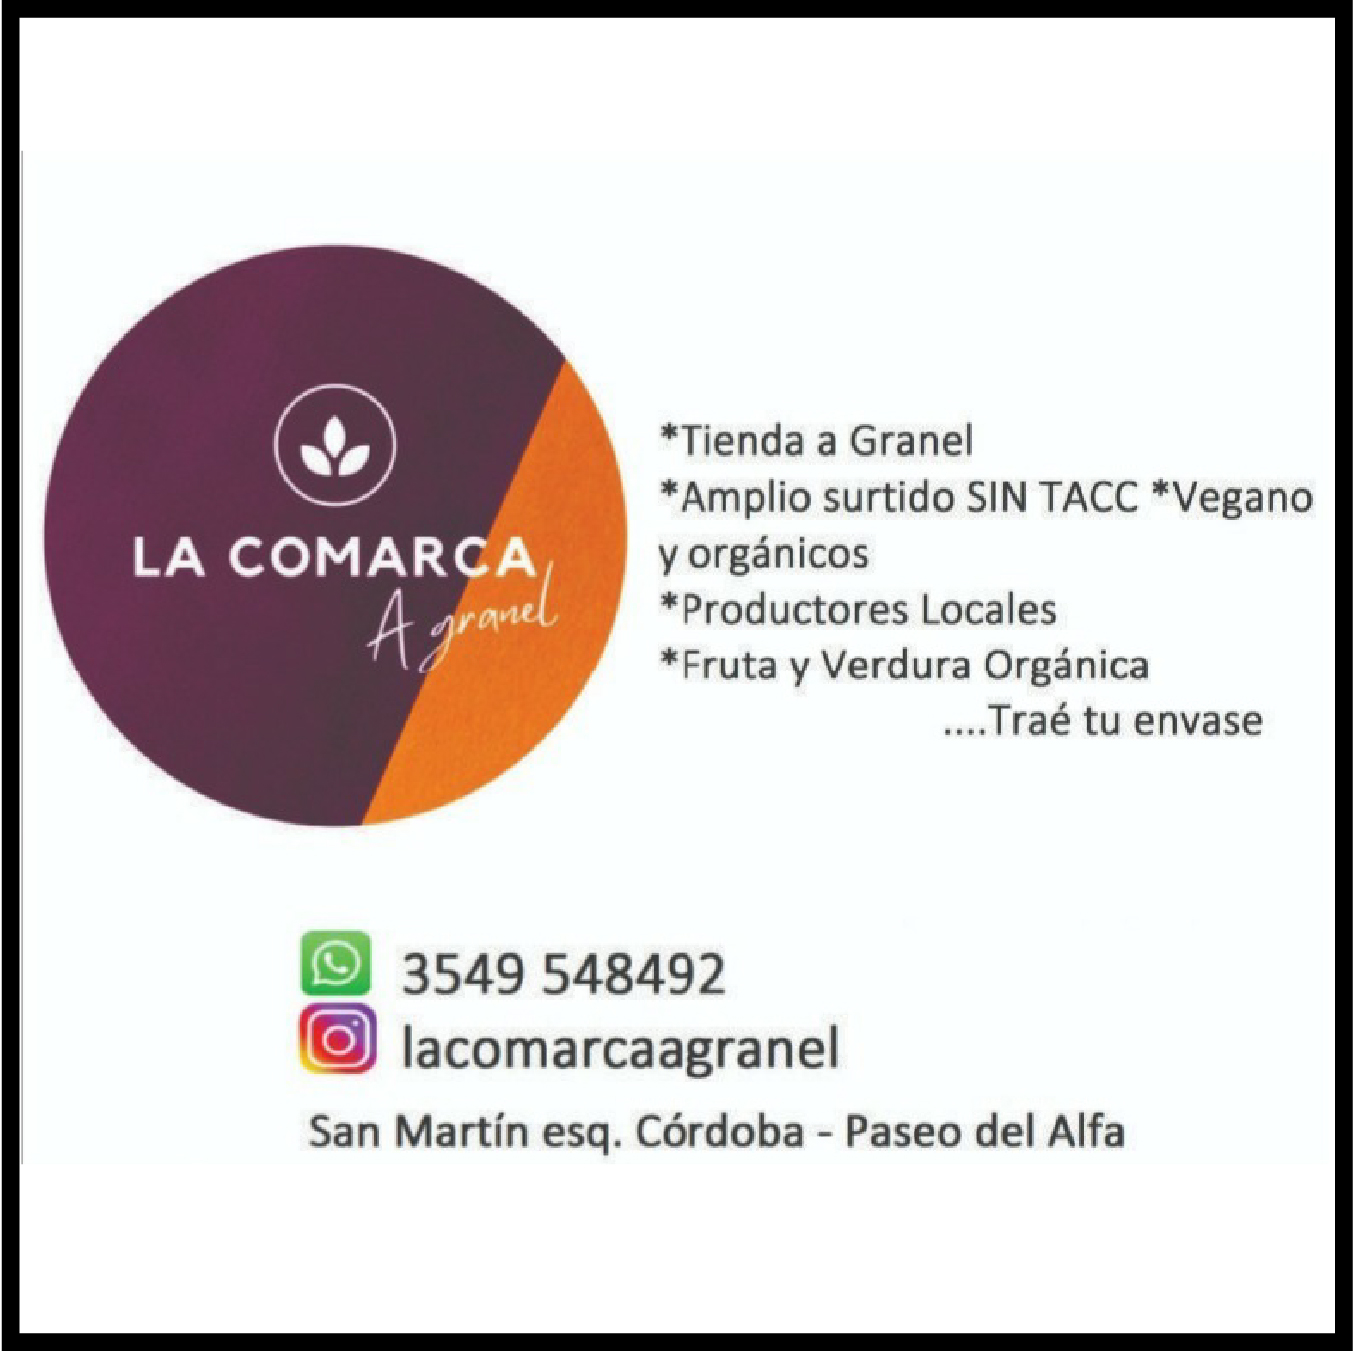 LA COMARCA
A granel
*Tienda a Granel
*Amplio surtido SIN TACC *Vegano
y orgánicos
*Productores Locales
*Fruta y Verdura Orgánica
....Traé tu envase
3549 548492
lacomarcaagranel
San Martín esq. Córdoba - Paseo del Alfa